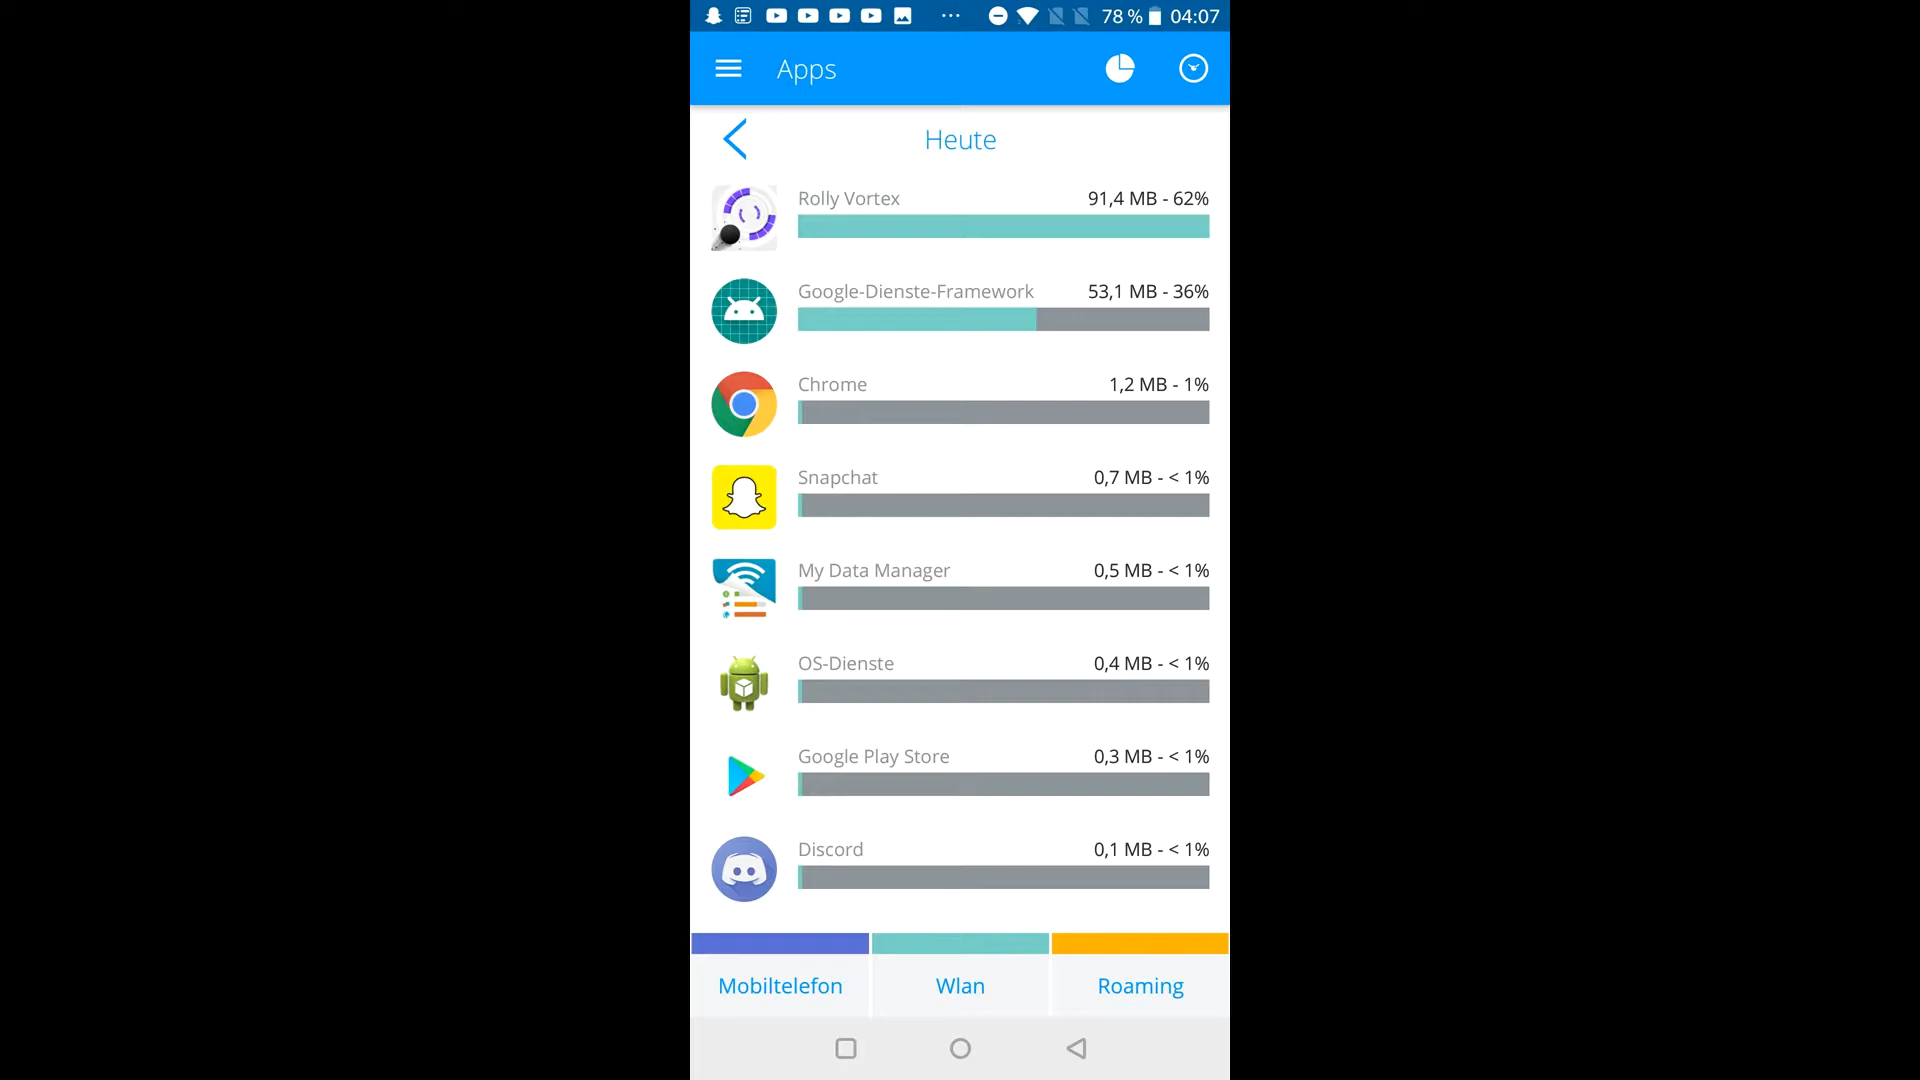 78 % 04:07
Apps
Heute
Rolly Vortex 91,4 MB - 62%
Google-Dienste-Framework 53,1 MB - 36%
Chrome 1,2 MB - 1%
Snapchat 0,7 MB - < 1%
My Data Manager 0,5 MB - < 1%
OS-Dienste 0,4 MB - < 1%
Google Play Store 0,3 MB - < 1%
Discord 0,1 MB - < 1%
Mobiltelefon Wlan Roaming